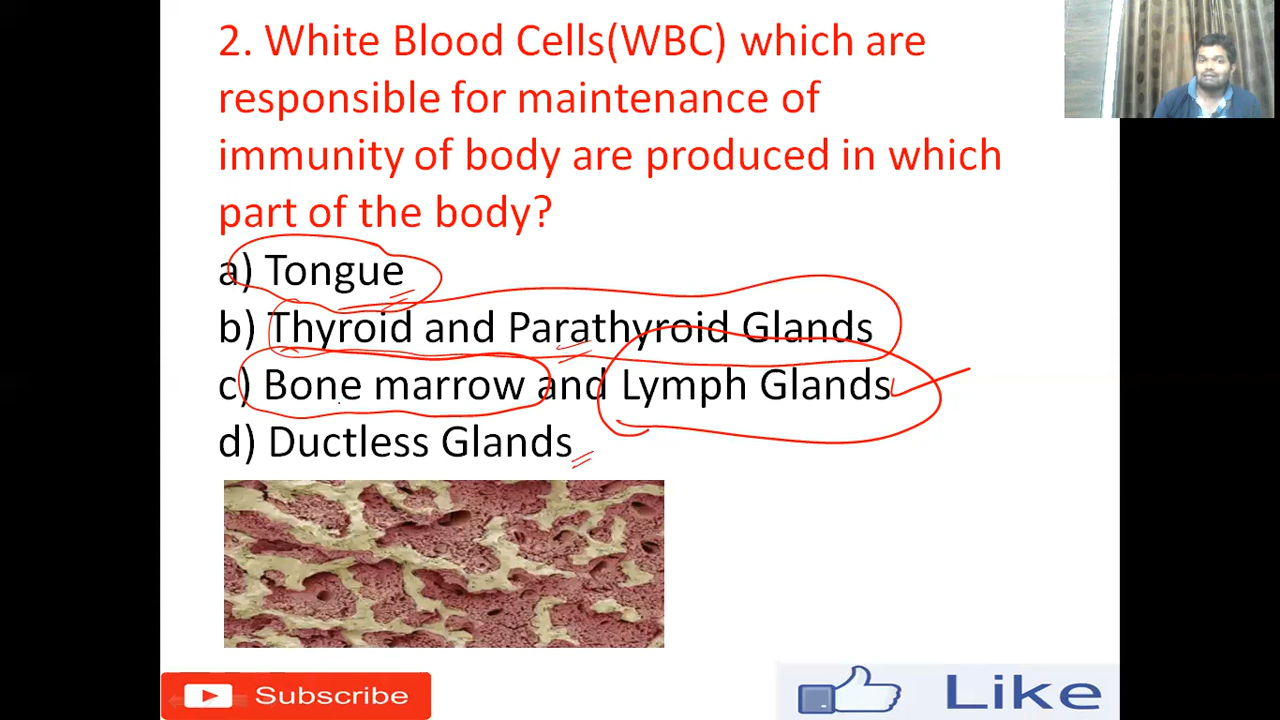 2. White Blood Cells(WBC) which are
responsible for maintenance of
immunity of body are produced in which
part of the body?
a) Tongue
b) Thyroid and Parathyroid Glands
c) Bone marrow and Lymph Glands
d) Ductless Glands
Subscribe
Like